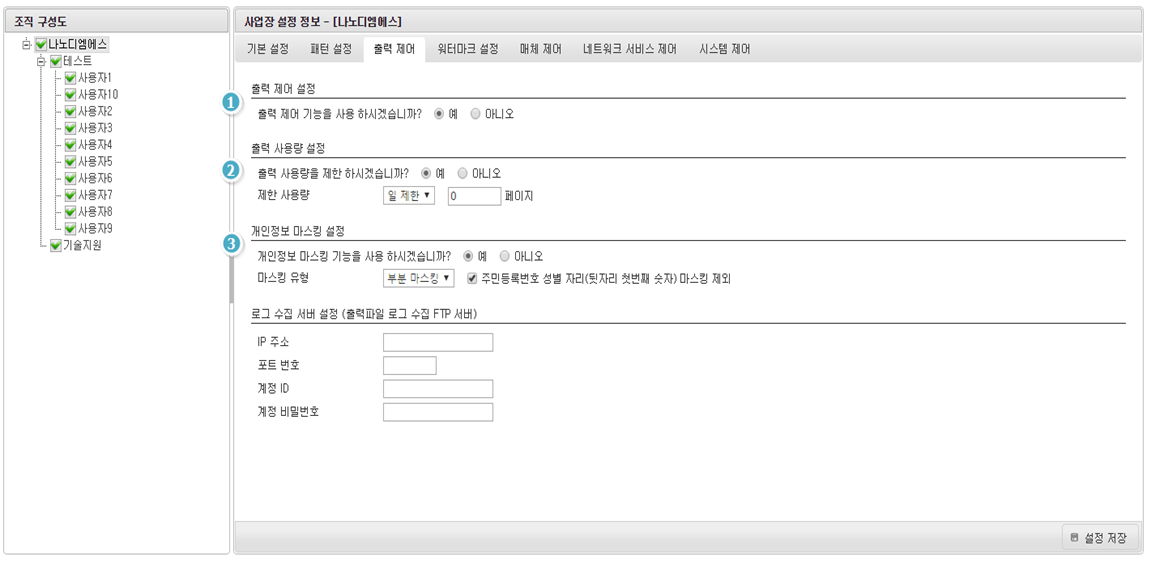 조직 구성도
나노디엠에스
테스트
사용자1
사용자10
사용자2
사용자3
사용자4
사용자5
사용자6
사용자7
사용자8
사용자9
기술지원
사업장 설정 정보 - [나노디엠에스]
기본 설정 패턴 설정 출력 제어 워터마크 설정 매체 제어 네트워크 서비스 제어 시스템 제어
출력 제어 설정
1
출력 제어 기능을 사용 하시겠습니까? 예 아니오
출력 사용량 설정
2
출력 사용량을 제한 하시겠습니까? 예 아니오
제한 사용량 일 제한 0 페이지
개인정보 마스킹 설정
3
개인정보 마스킹 기능을 사용 하시겠습니까? 예 아니오
마스킹 유형 부분 마스킹 주민등록번호 성별 자리(뒷자리 첫번째 숫자) 마스킹 제외
로그 수집 서버 설정 (출력파일 로그 수집 FTP 서버)
IP 주소
포트 번호
계정 ID
계정 비밀번호
설정 저장